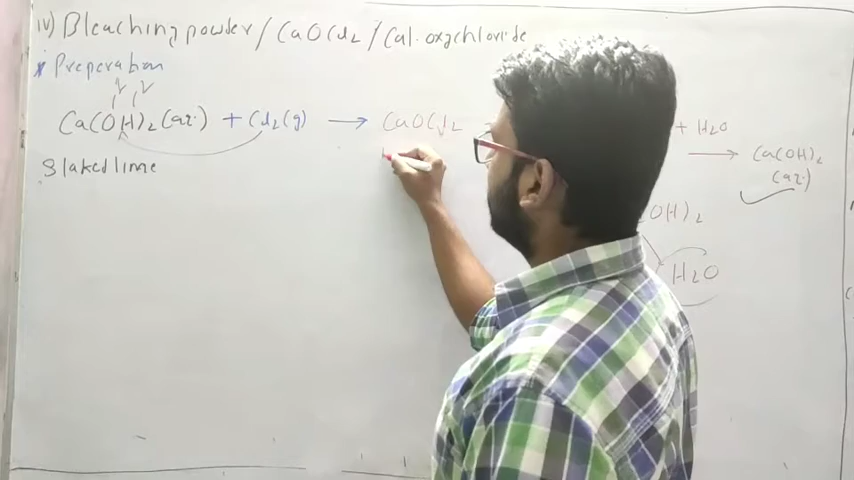 iv) Bleaching powder / CaOCl2 / Cal. oxychloride
* Preperation
Ca(OH)2(aq.) + Cl2(g) → CaOCl2
Slaked lime
+ H2O → Ca(OH)2 (aq.)
OH)2
H2O